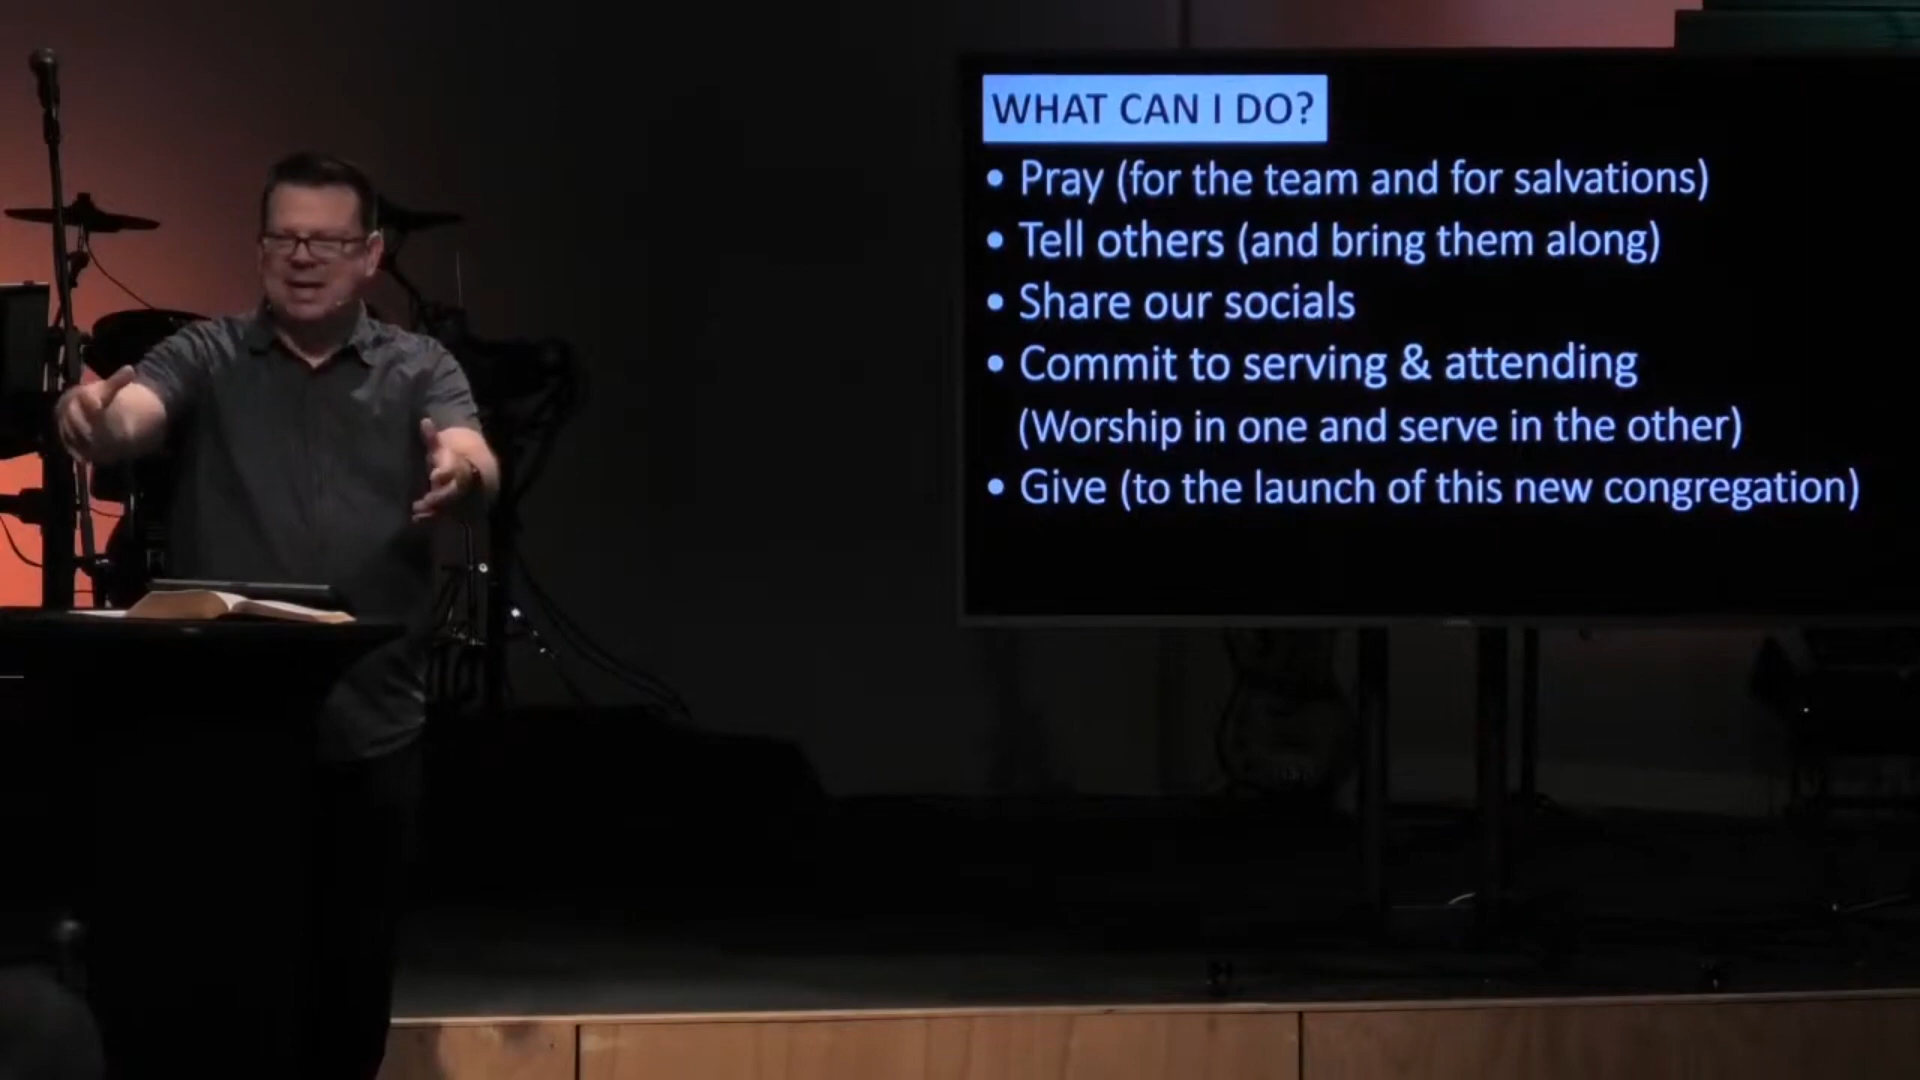 WHAT CAN I DO?
• Pray (for the team and for salvations)
• Tell others (and bring them along)
• Share our socials
• Commit to serving & attending
(Worship in one and serve in the other)
• Give (to the launch of this new congregation)